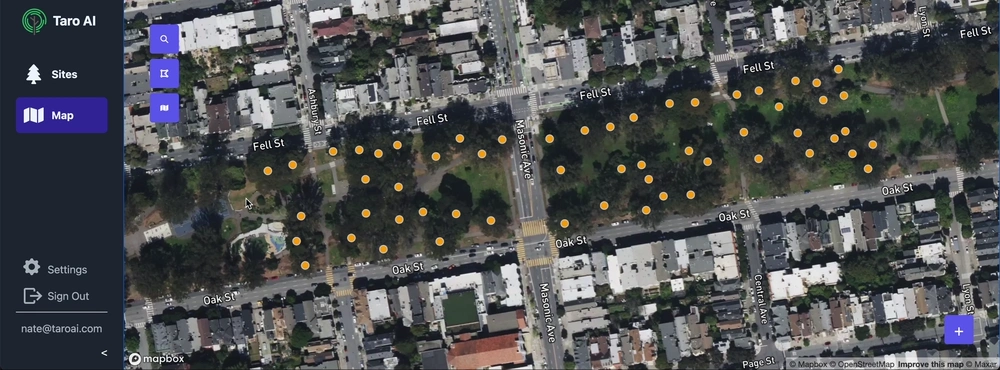 Taro AI
Sites
Map
Settings
Sign Out
nate@taroai.com
<
Fell St
Ashbury St
Fell St
Masonic Ave
Fell St
Fell St
Lyon St
Fell St
Oak St
Oak St
Oak St
Oak St
Oak St
Masonic Ave
Central Ave
Lyon St
Page St
+
mapbox
© Mapbox © OpenStreetMap Improve this map © Maxar